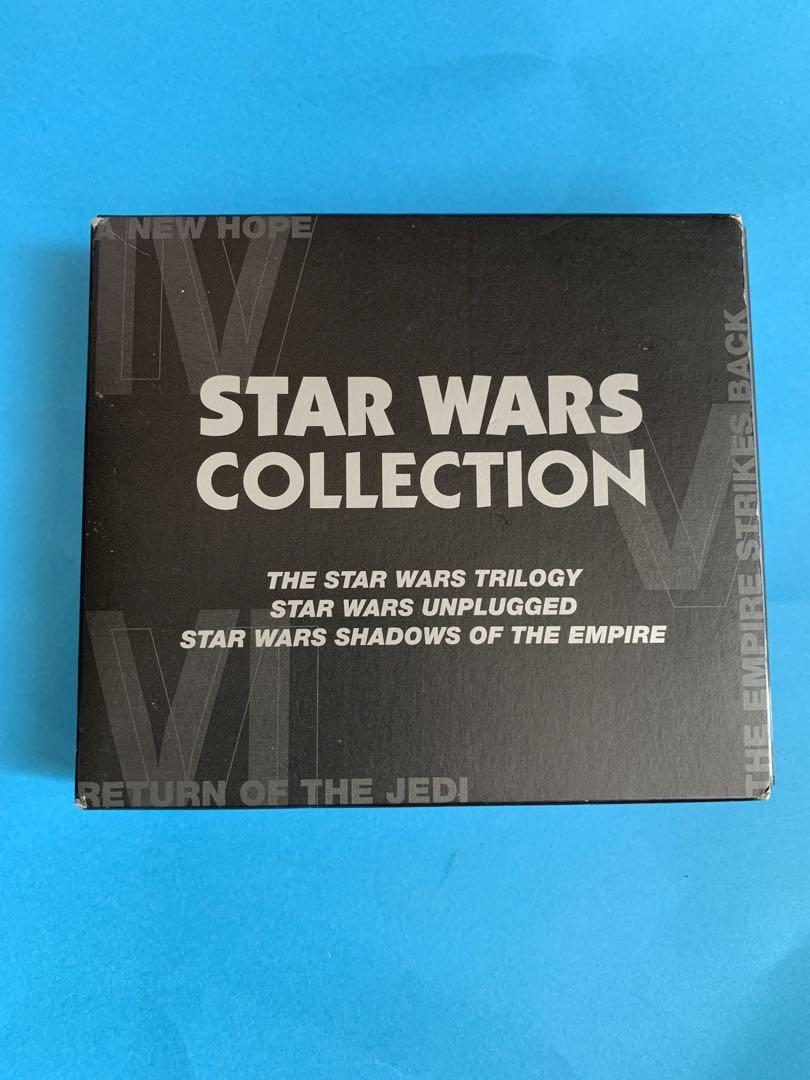 A NEW HOPE
IV
STAR WARS
COLLECTION
V
THE EMPIRE STRIKES BACK
THE STAR WARS TRILOGY
STAR WARS UNPLUGGED
STAR WARS SHADOWS OF THE EMPIRE
VI
RETURN OF THE JEDI